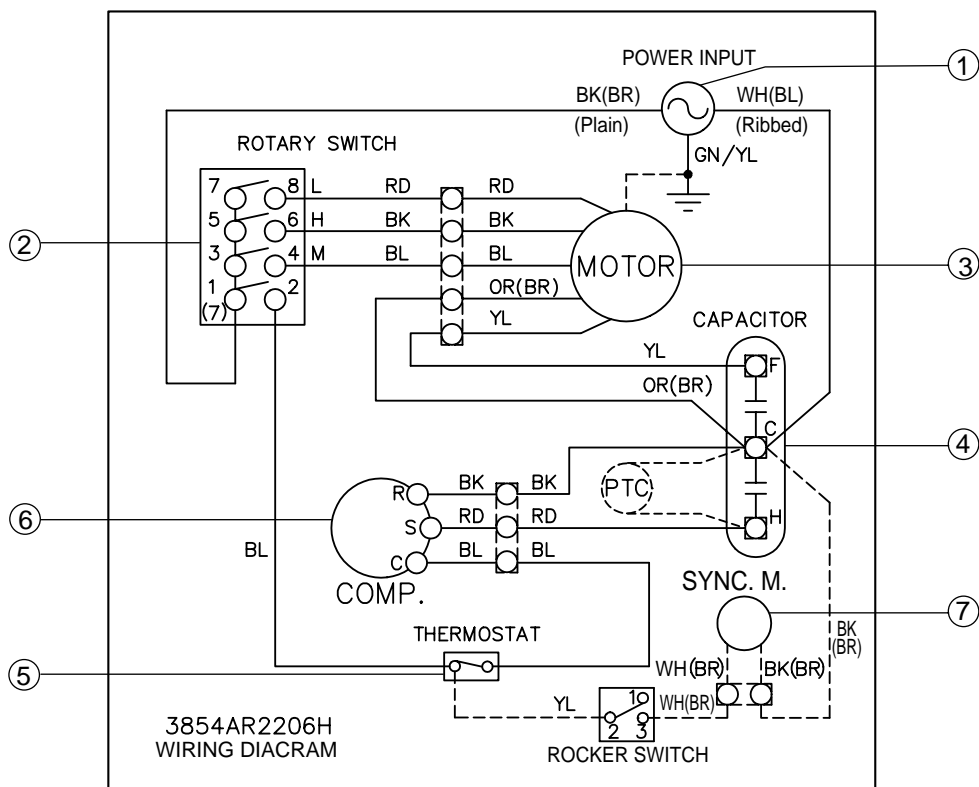 POWER INPUT
1
BK(BR)
WH(BL)
(Plain)
(Ribbed)
GN/YL
ROTARY SWITCH
7
8
L
RD
RD
5
6
H
BK
BK
2
3
4
M
BL
BL
MOTOR
3
1
2
(7)
OR(BR)
YL
CAPACITOR
YL
F
OR(BR)
C
4
PTC
R
BK
BK
6
S
RD
RD
H
C
BL
BL
BL
COMP.
SYNC. M.
7
THERMOSTAT
BK
(BR)
5
WH(BR)
BK(BR)
YL
1
WH(BR)
2
3
3854AR2206H
WIRING DIACRAM
ROCKER SWITCH